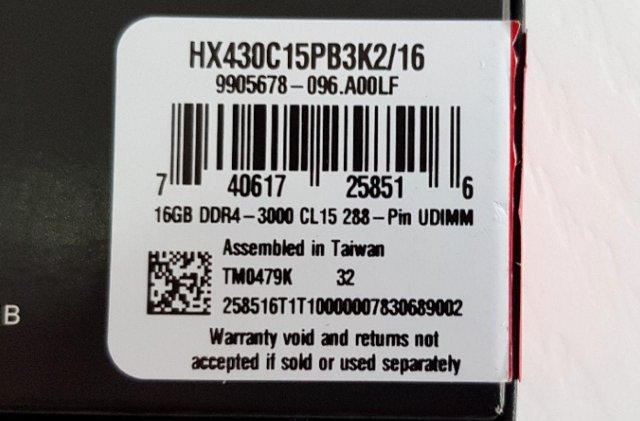 HX430C15PB3K2/16
9905678-096.A00LF
7 40617 25851 6
16GB DDR4-3000 CL15 288-Pin UDIMM
Assembled in Taiwan
TM0479K 32
258516T1T10000007830689002
Warranty void and returns not
accepted if sold or used separately
B